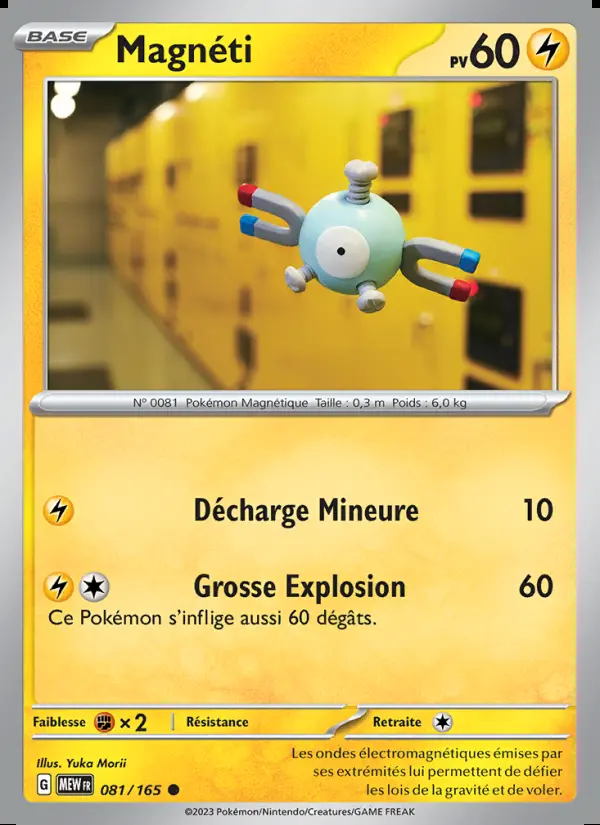 BASE
Magnéti
PV 60
N° 0081 Pokémon Magnétique Taille : 0,3 m Poids : 6,0 kg
Décharge Mineure 10
Grosse Explosion 60
Ce Pokémon s'inflige aussi 60 dégâts.
Faiblesse ×2 Résistance Retraite
Illus. Yuka Morii
G MEW FR 081/165
Les ondes électromagnétiques émises par
ses extrémités lui permettent de défier
les lois de la gravité et de voler.
©2023 Pokémon/Nintendo/Creatures/GAME FREAK